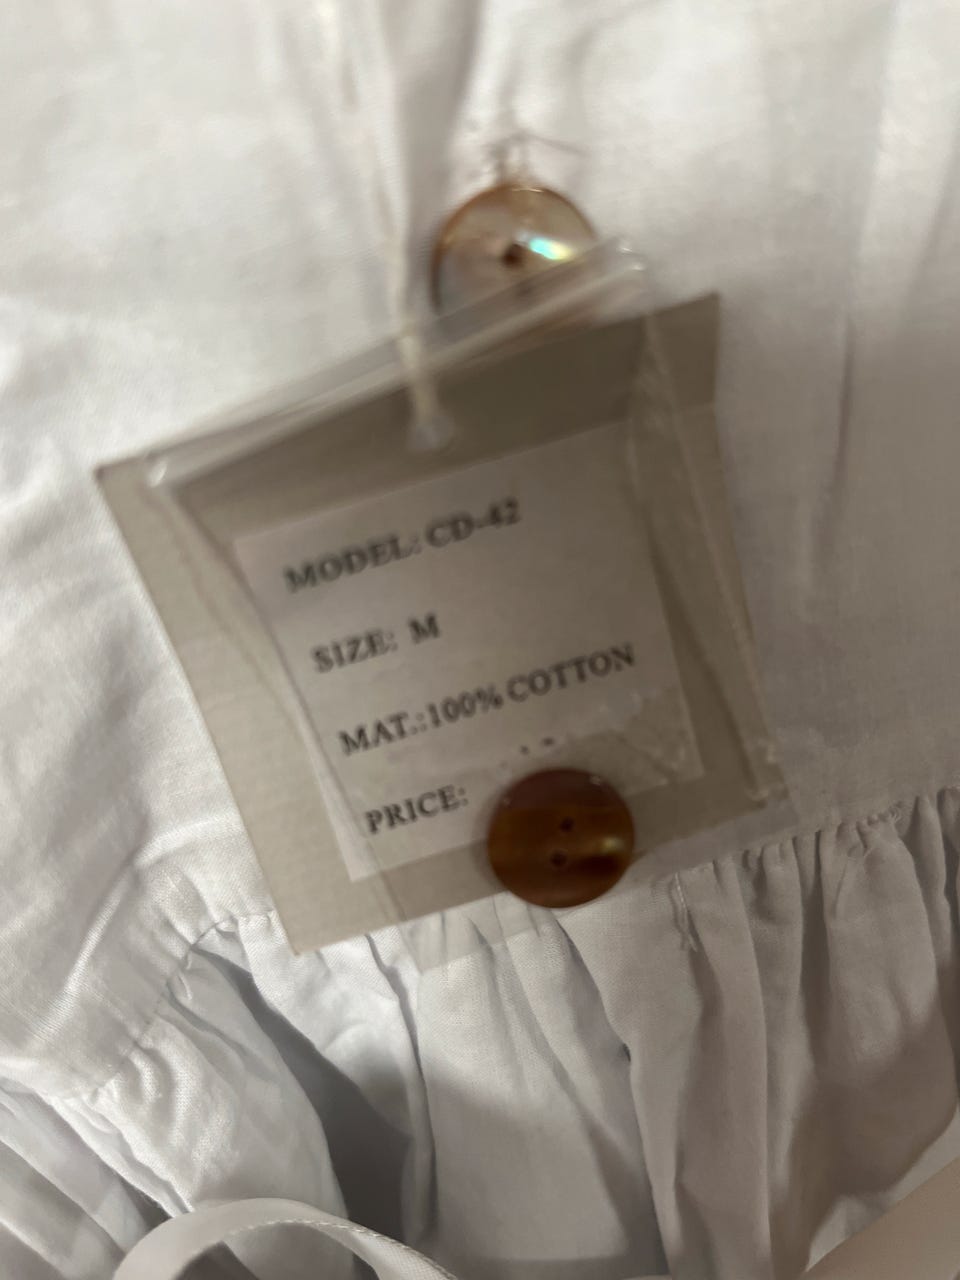 MODEL: CD-42
SIZE: M
MAT.:100% COTTON
PRICE: